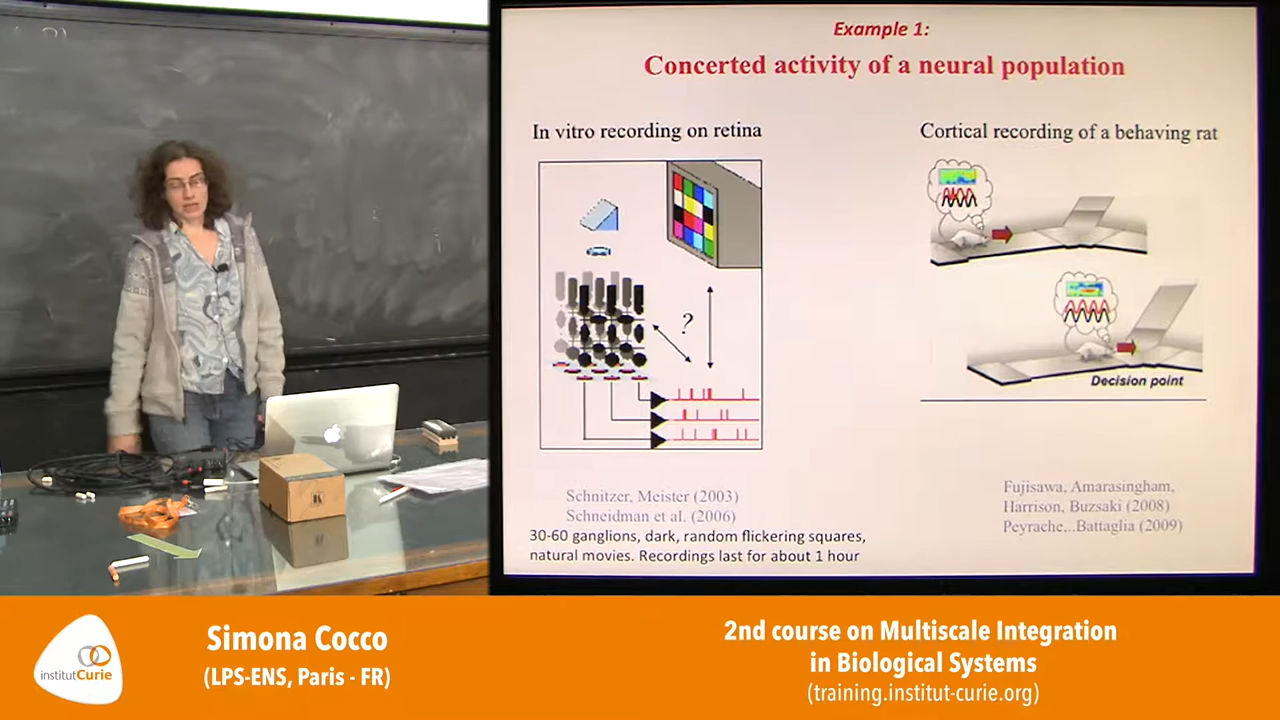 Example 1:
Concerted activity of a neural population
In vitro recording on retina
Cortical recording of a behaving rat
?
Decision point
Schnitzer, Meister (2003)
Schneidman et al. (2006)
Fujisawa, Amarasingham,
Harrison, Buzsaki (2008)
Peyrache,..Battaglia (2009)
30-60 ganglions, dark, random flickering squares,
natural movies. Recordings last for about 1 hour
K
institutCurie
Simona Cocco
(LPS-ENS, Paris - FR)
2nd course on Multiscale Integration
in Biological Systems
(training.institut-curie.org)